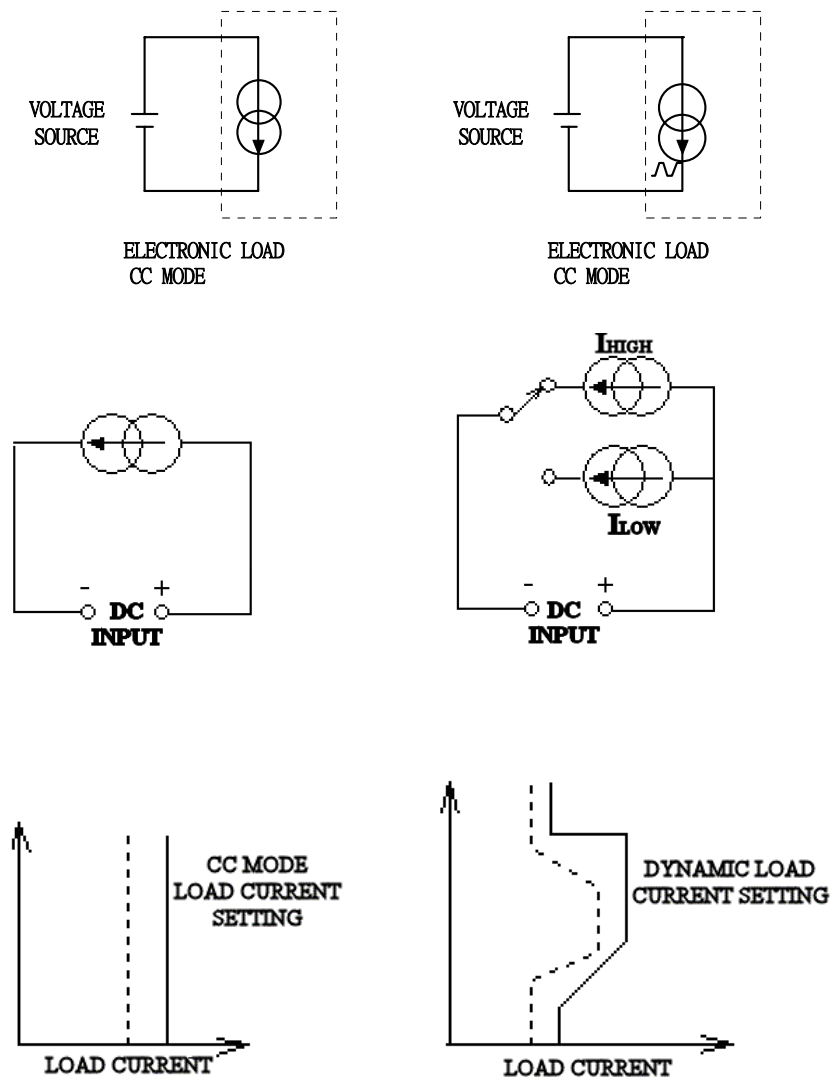 VOLTAGE
SOURCE
ELECTRONIC LOAD
CC MODE
VOLTAGE
SOURCE
ELECTRONIC LOAD
CC MODE
- +
DC
INPUT
IHIGH
ILOW
- +
DC
INPUT
CC MODE
LOAD CURRENT
SETTING
LOAD CURRENT
DYNAMIC LOAD
CURRENT SETTING
LOAD CURRENT